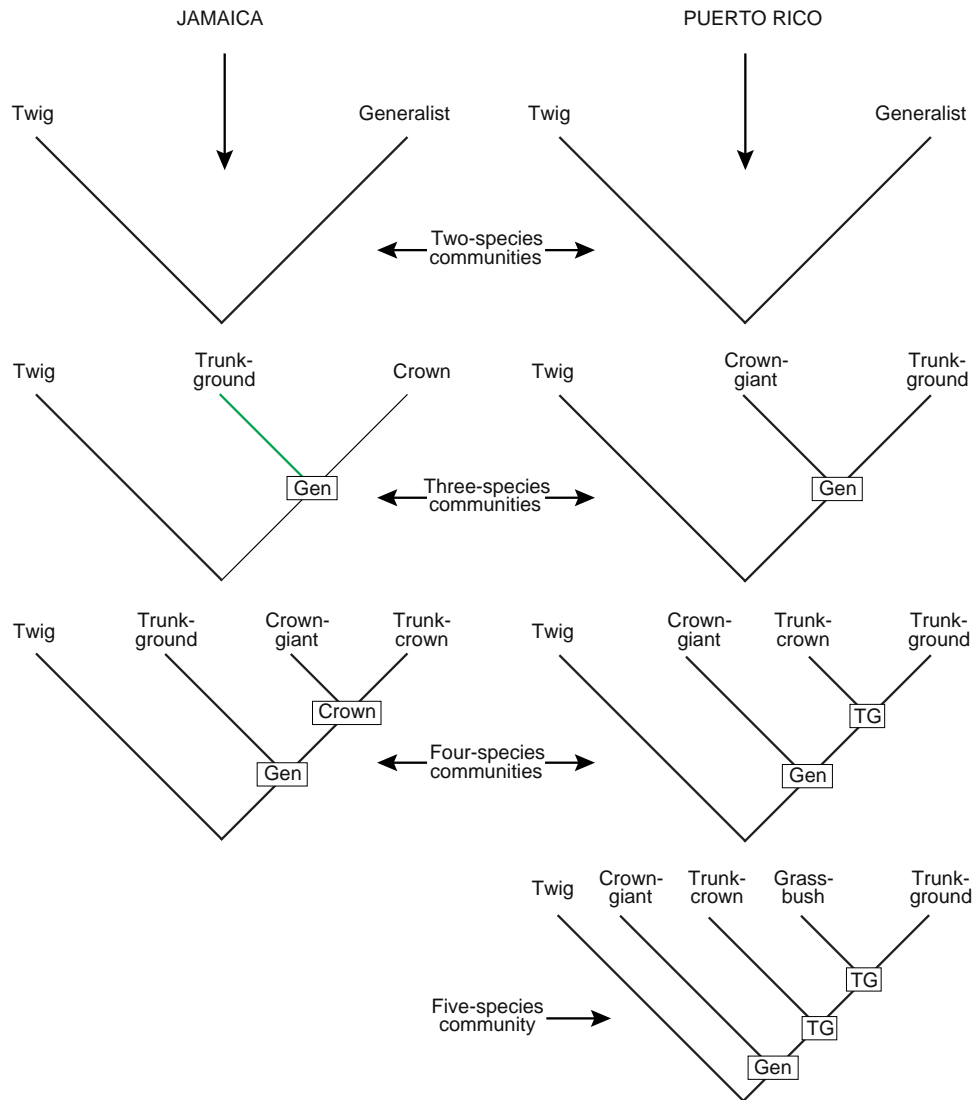 JAMAICA
PUERTO RICO
Twig
Generalist
Twig
Generalist
Two-species
communities
Twig
Trunk-
ground
Crown
Twig
Crown-
giant
Trunk-
ground
Gen
Three-species
communities
Gen
Twig
Trunk-
ground
Crown-
giant
Trunk-
crown
Twig
Crown-
giant
Trunk-
crown
Trunk-
ground
Crown
TG
Gen
Four-species
communities
Gen
Twig
Crown-
giant
Trunk-
crown
Grass-
bush
Trunk-
ground
TG
Five-species
community
TG
Gen